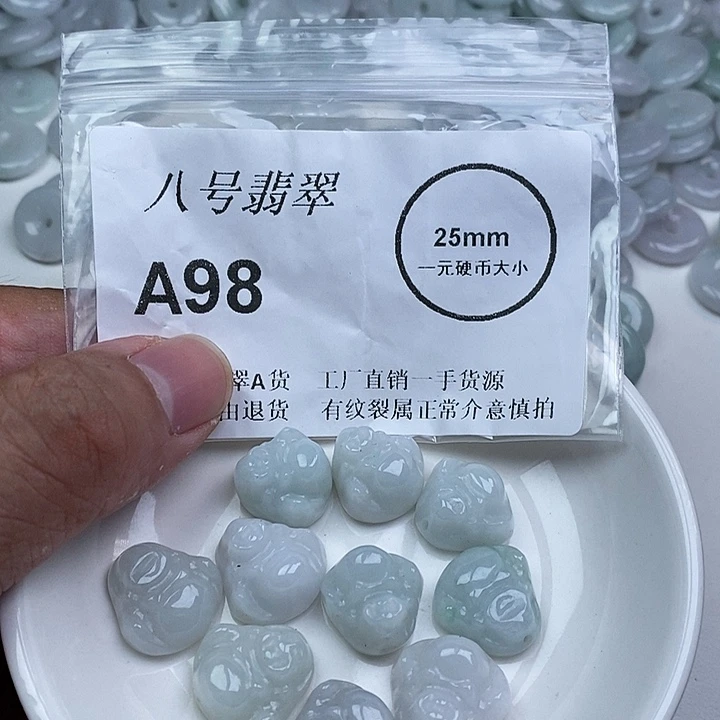 八号翡翠
A98
25mm
一元硬币大小
翠A货 工厂直销一手货源
由退货 有纹裂属正常介意慎拍